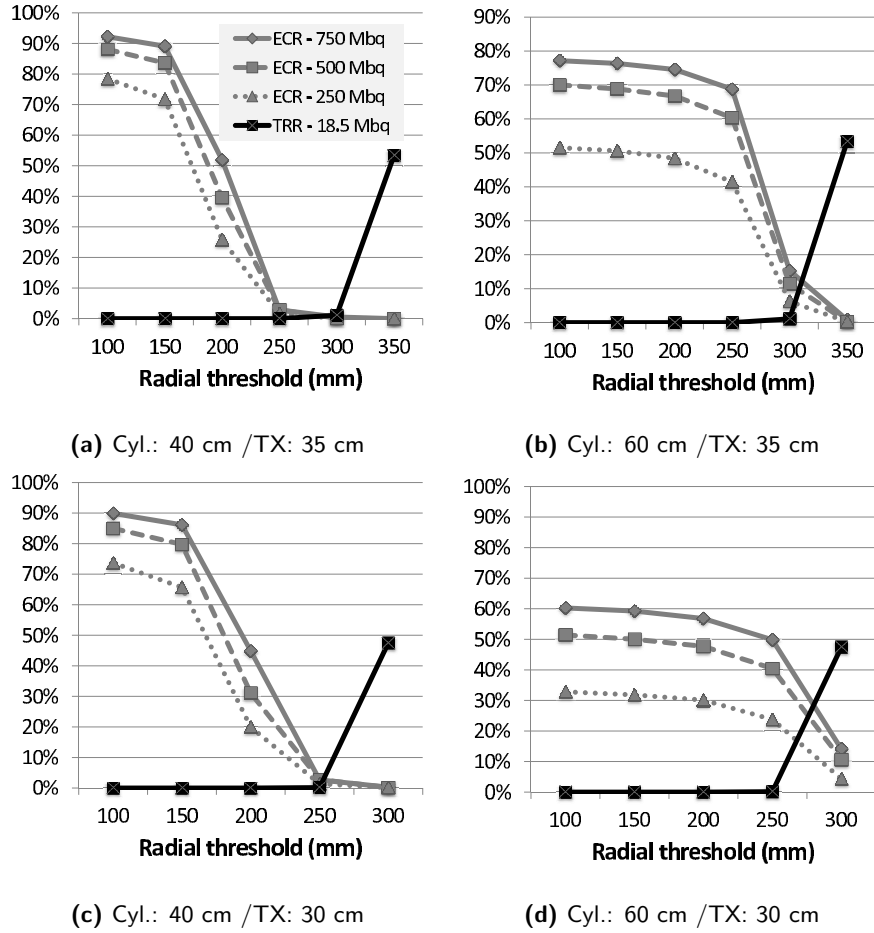 100%
90%
80%
70%
60%
50%
40%
30%
20%
10%
0%
ECR - 750 Mbq
ECR - 500 Mbq
ECR - 250 Mbq
TRR - 18.5 Mbq
100 150 200 250 300 350
Radial threshold (mm)
(a) Cyl.: 40 cm /TX: 35 cm
90%
80%
70%
60%
50%
40%
30%
20%
10%
0%
100 150 200 250 300 350
Radial threshold (mm)
(b) Cyl.: 60 cm /TX: 35 cm
100%
90%
80%
70%
60%
50%
40%
30%
20%
10%
0%
100 150 200 250 300
Radial threshold (mm)
(c) Cyl.: 40 cm /TX: 30 cm
100%
90%
80%
70%
60%
50%
40%
30%
20%
10%
0%
100 150 200 250 300
Radial threshold (mm)
(d) Cyl.: 60 cm /TX: 30 cm